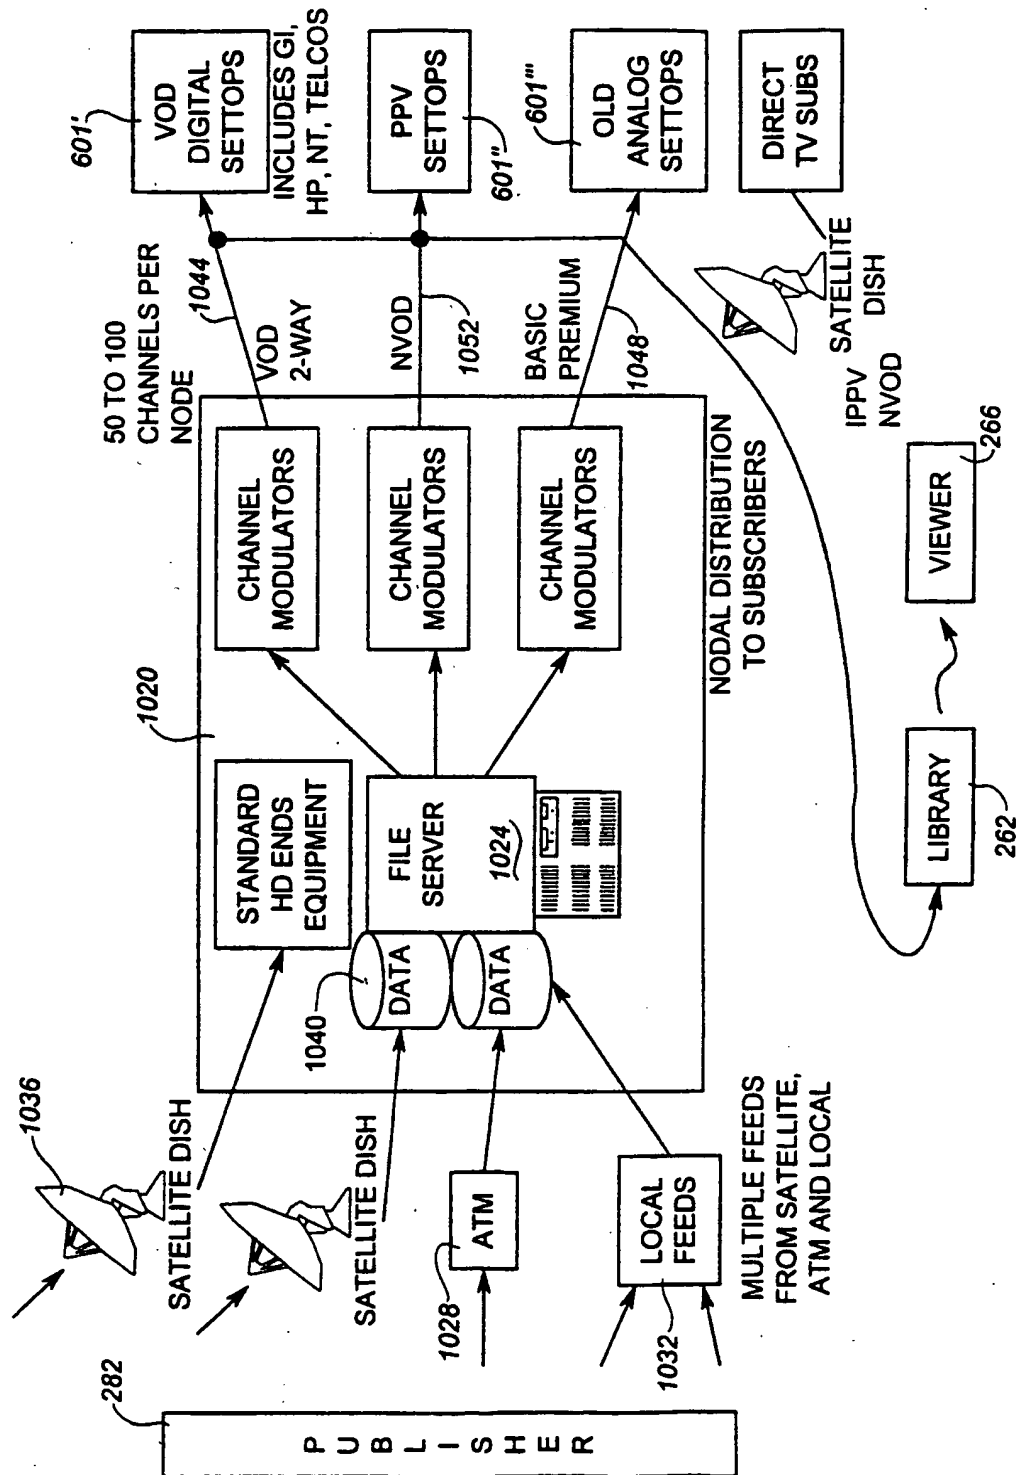 282
PUBLISHER
1036
SATELLITE DISH
SATELLITE DISH
1028
ATM
LOCAL
FEEDS
1032
MULTIPLE FEEDS
FROM SATELLITE,
ATM AND LOCAL
1020
STANDARD
HD ENDS
EQUIPMENT
1040
DATA
DATA
FILE
SERVER
1024
CHANNEL
MODULATORS
CHANNEL
MODULATORS
CHANNEL
MODULATORS
NODAL DISTRIBUTION
TO SUBSCRIBERS
50 TO 100
CHANNELS PER
NODE
1044
VOD
2-WAY
NVOD
1052
BASIC
PREMIUM
1048
601'
VOD
DIGITAL
SETTOPS
INCLUDES GI,
HP, NT, TELCOS
PPV
SETTOPS
601"
601'''
OLD
ANALOG
SETTOPS
DIRECT
TV SUBS
SATELLITE
DISH
IPPV
NVOD
LIBRARY
262
VIEWER
266